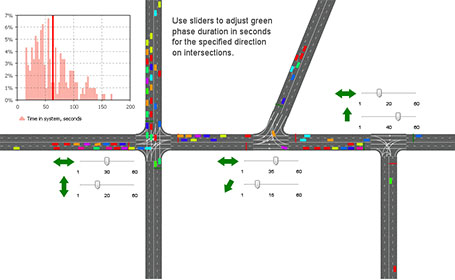 7%
6%
5%
4%
3%
2%
1%
0%
0 50 100 150 200
Time in system, seconds
Use sliders to adjust green
phase duration in seconds
for the specified direction
on intersections.
1 20 60
1 45 60
1 30 60
1 20 60
1 35 60
1 15 60